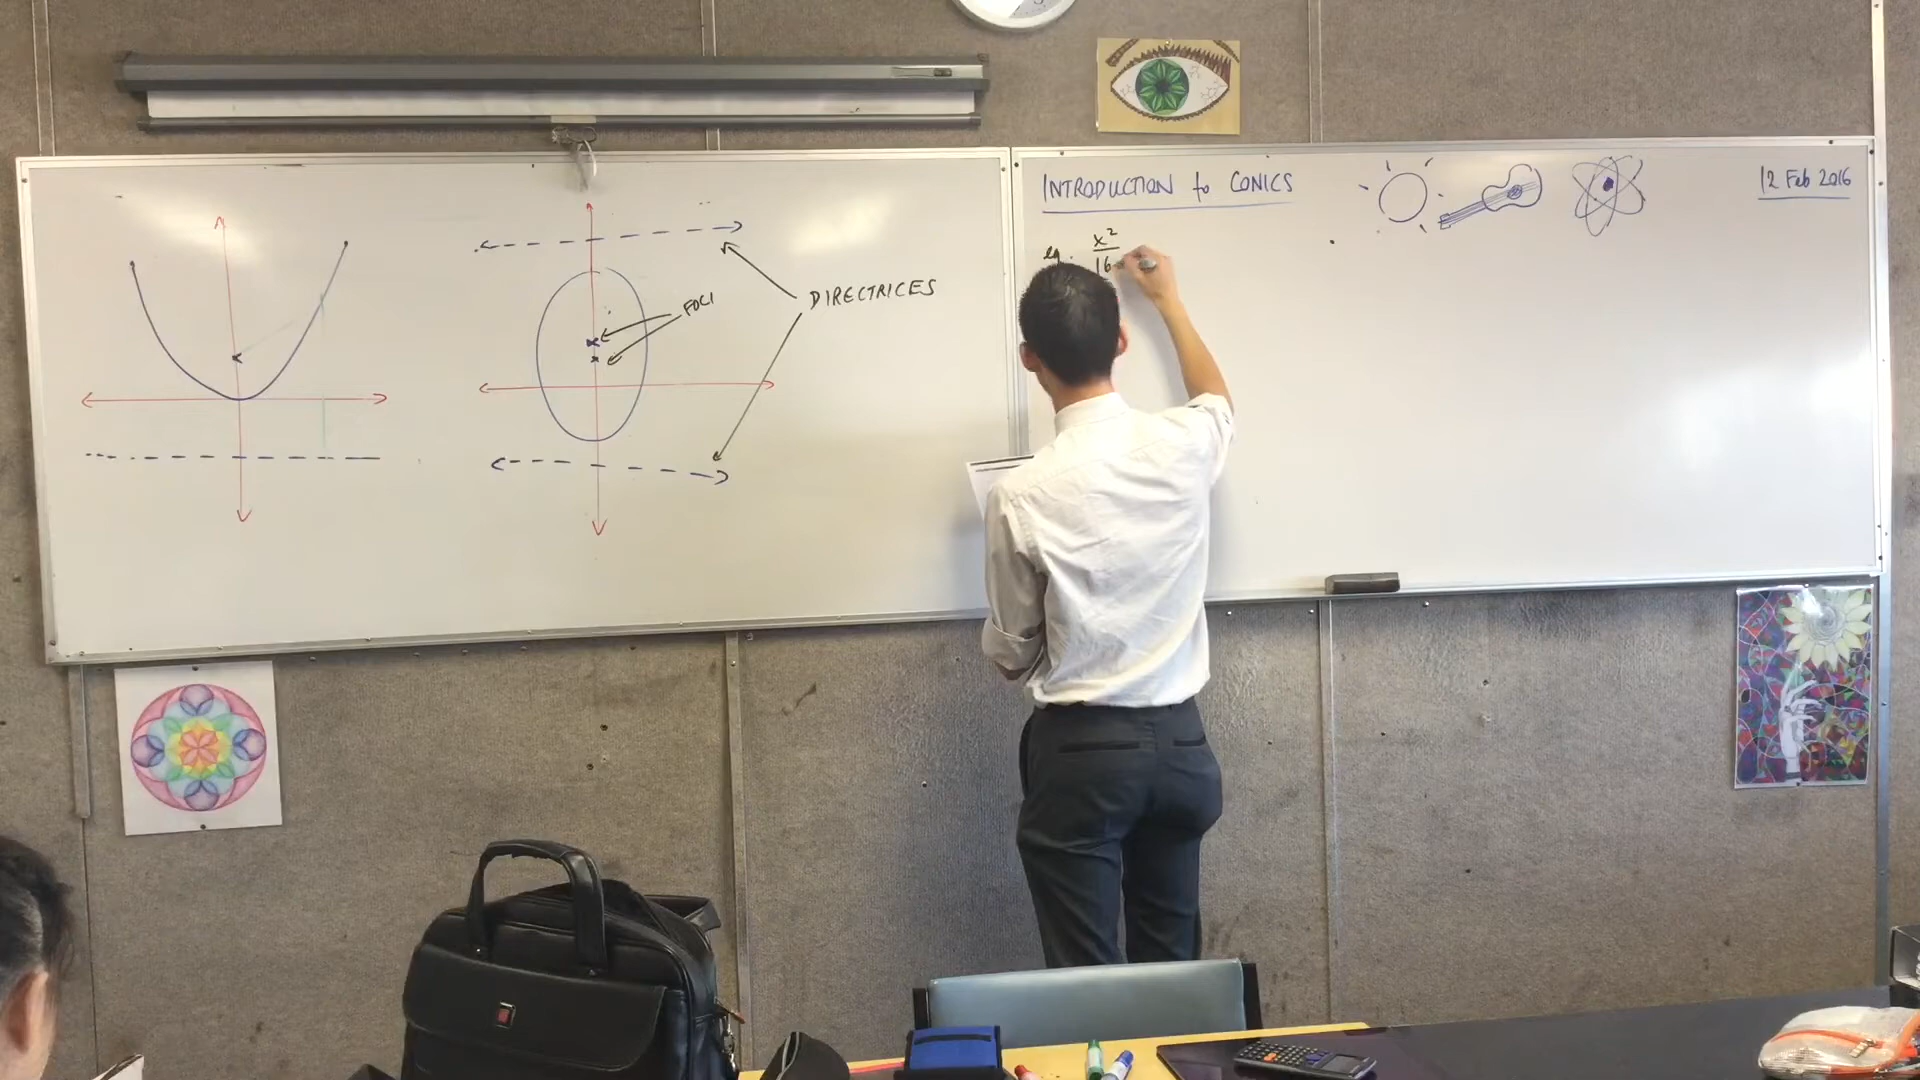 FOCI
DIRECTRICES
INTRODUCTION to CONICS
12 Feb 2016
eg. x²
16